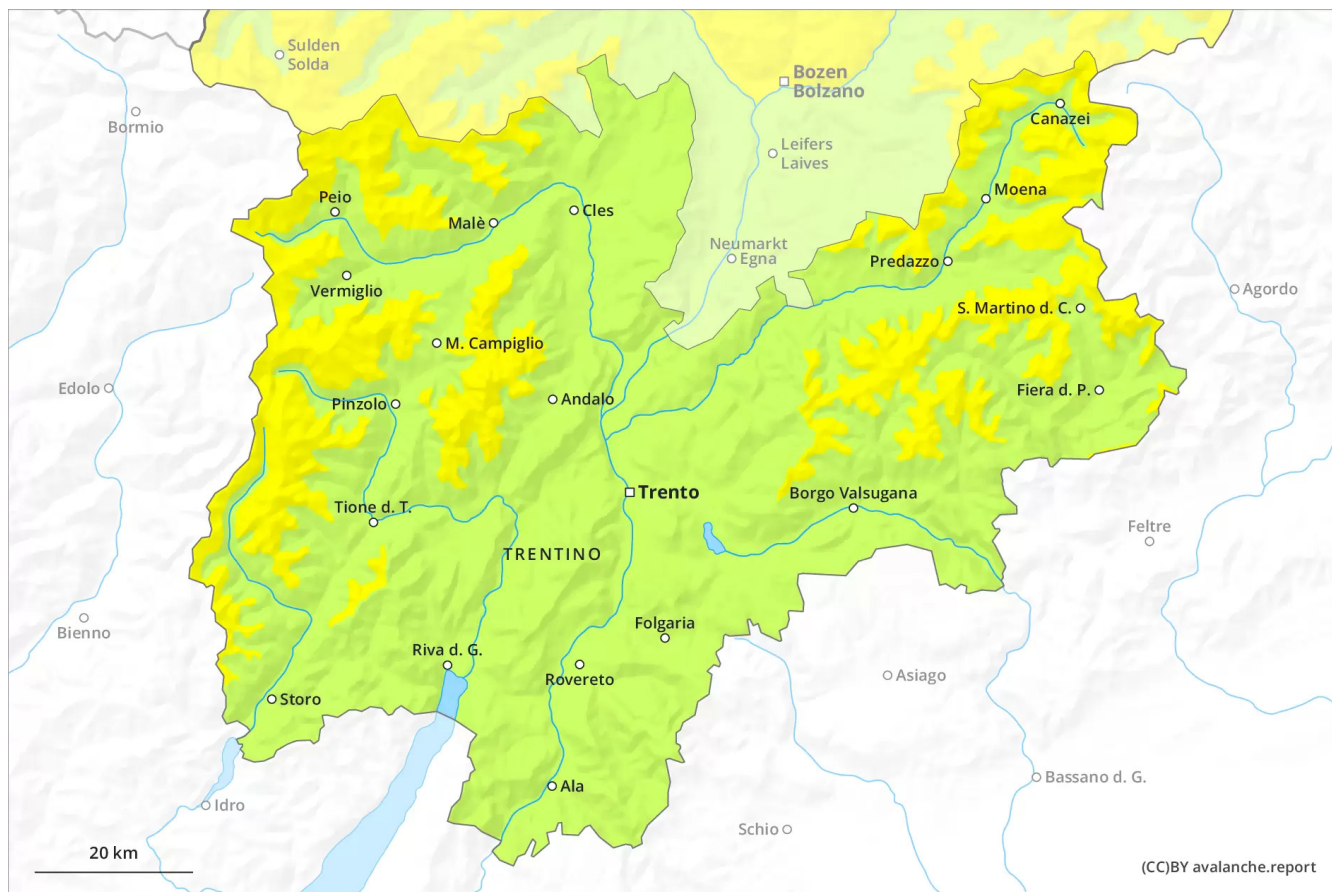 Sulden
Solda
Bozen
Bolzano
Bormio
Canazei
Leifers
Laives
Peio
Moena
Malè
Cles
Neumarkt
Egna
Predazzo
Vermiglio
Agordo
S. Martino d. C.
M. Campiglio
Edolo
Pinzolo
Andalo
Fiera d. P.
Trento
Borgo Valsugana
Tione d. T.
Feltre
TRENTINO
Bienno
Folgaria
Riva d. G.
Rovereto
Asiago
Storo
Bassano d. G.
Ala
Idro
Schio
20 km
(CC)BY avalanche.report